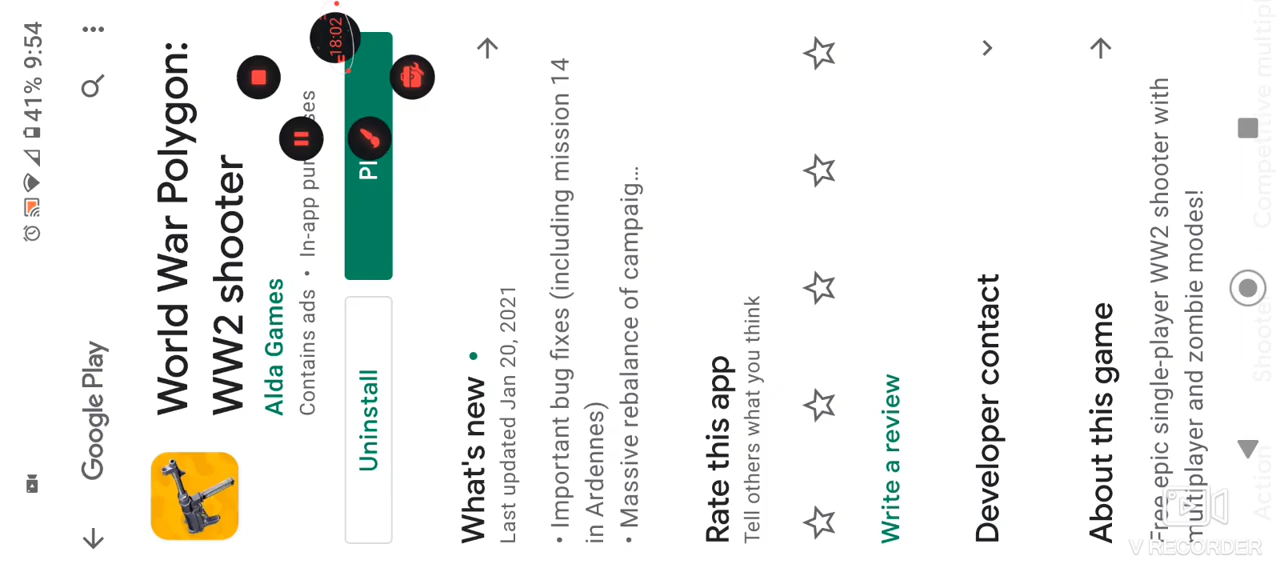 9:54
41%
Google Play
World War Polygon:
WW2 shooter
Alda Games
Contains ads • In-app
18:02
Uninstall
What's new •
Last updated Jan 20, 2021
• Important bug fixes (including mission 14
in Ardennes)
• Massive rebalance of campaig...
Rate this app
Tell others what you think
Write a review
Developer contact
About this game
Free epic single-player WW2 shooter with
multiplayer and zombie modes!
Action Shooter Competitive
V RECORDER